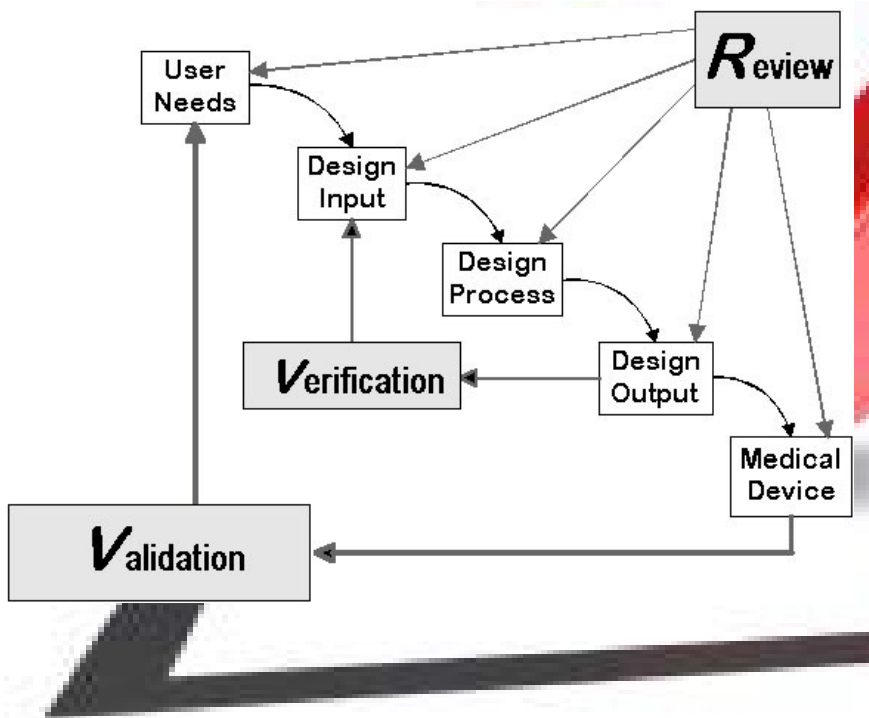 User
Needs
Review
Design
Input
Design
Process
Verification
Design
Output
Medical
Device
Validation